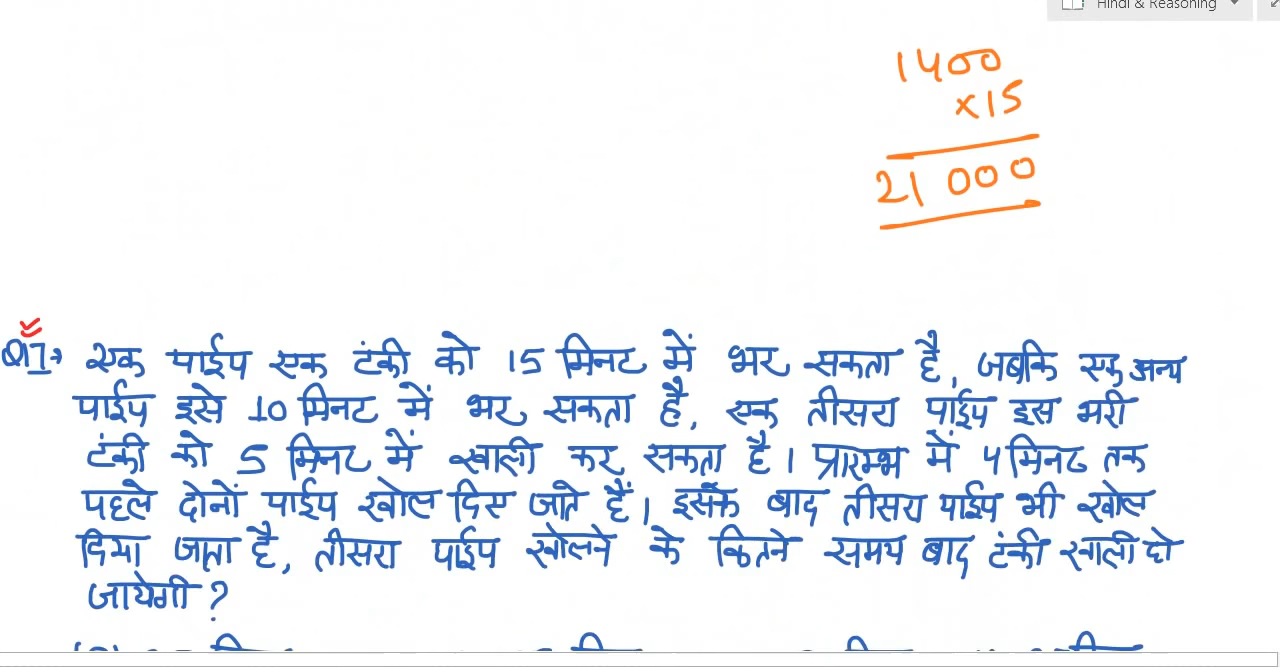 Hindi & Reasoning
1400
×15
21000
Q17→ एक पाईप एक टंकी को 15 मिनट में भर सकता है, जबकि एक अन्य
पाईप इसे 10 मिनट में भर सकता है, एक तीसरा पाईप इस भरी
टंकी को 5 मिनट में खाली कर सकता है। प्रारम्भ में 4 मिनट तक
पहले दोनों पाईप खोल दिए जाते हैं। इसके बाद तीसरा पाईप भी खोल
दिया जाता है, तीसरा पाईप खोलने के कितने समय बाद टंकी खाली हो
जायेगी?